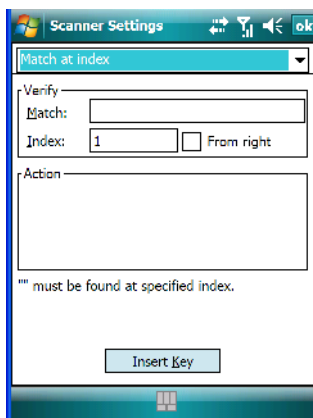 Scanner Settings ok
Match at index
Verify
Match:
Index: 1 From right
Action
"" must be found at specified index.
Insert Key